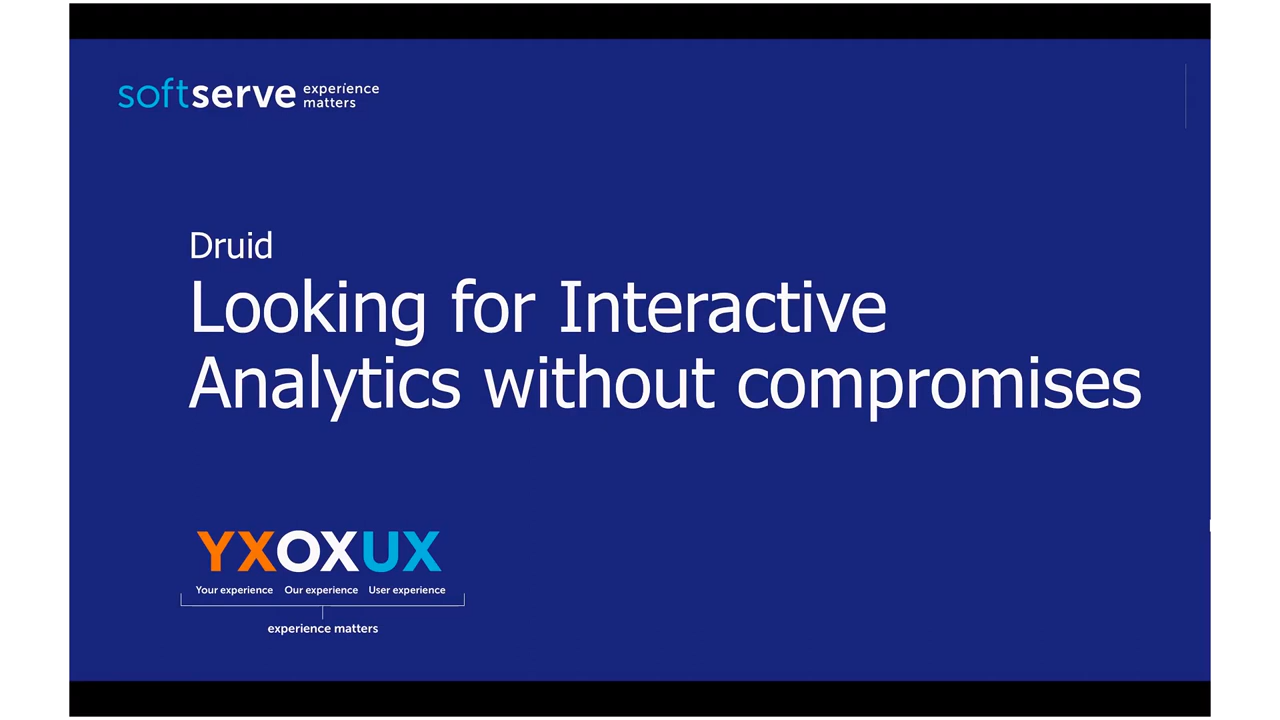 softserve experience
matters
Druid
Looking for Interactive
Analytics without compromises
YXOXUX
Your experience Our experience User experience
experience matters